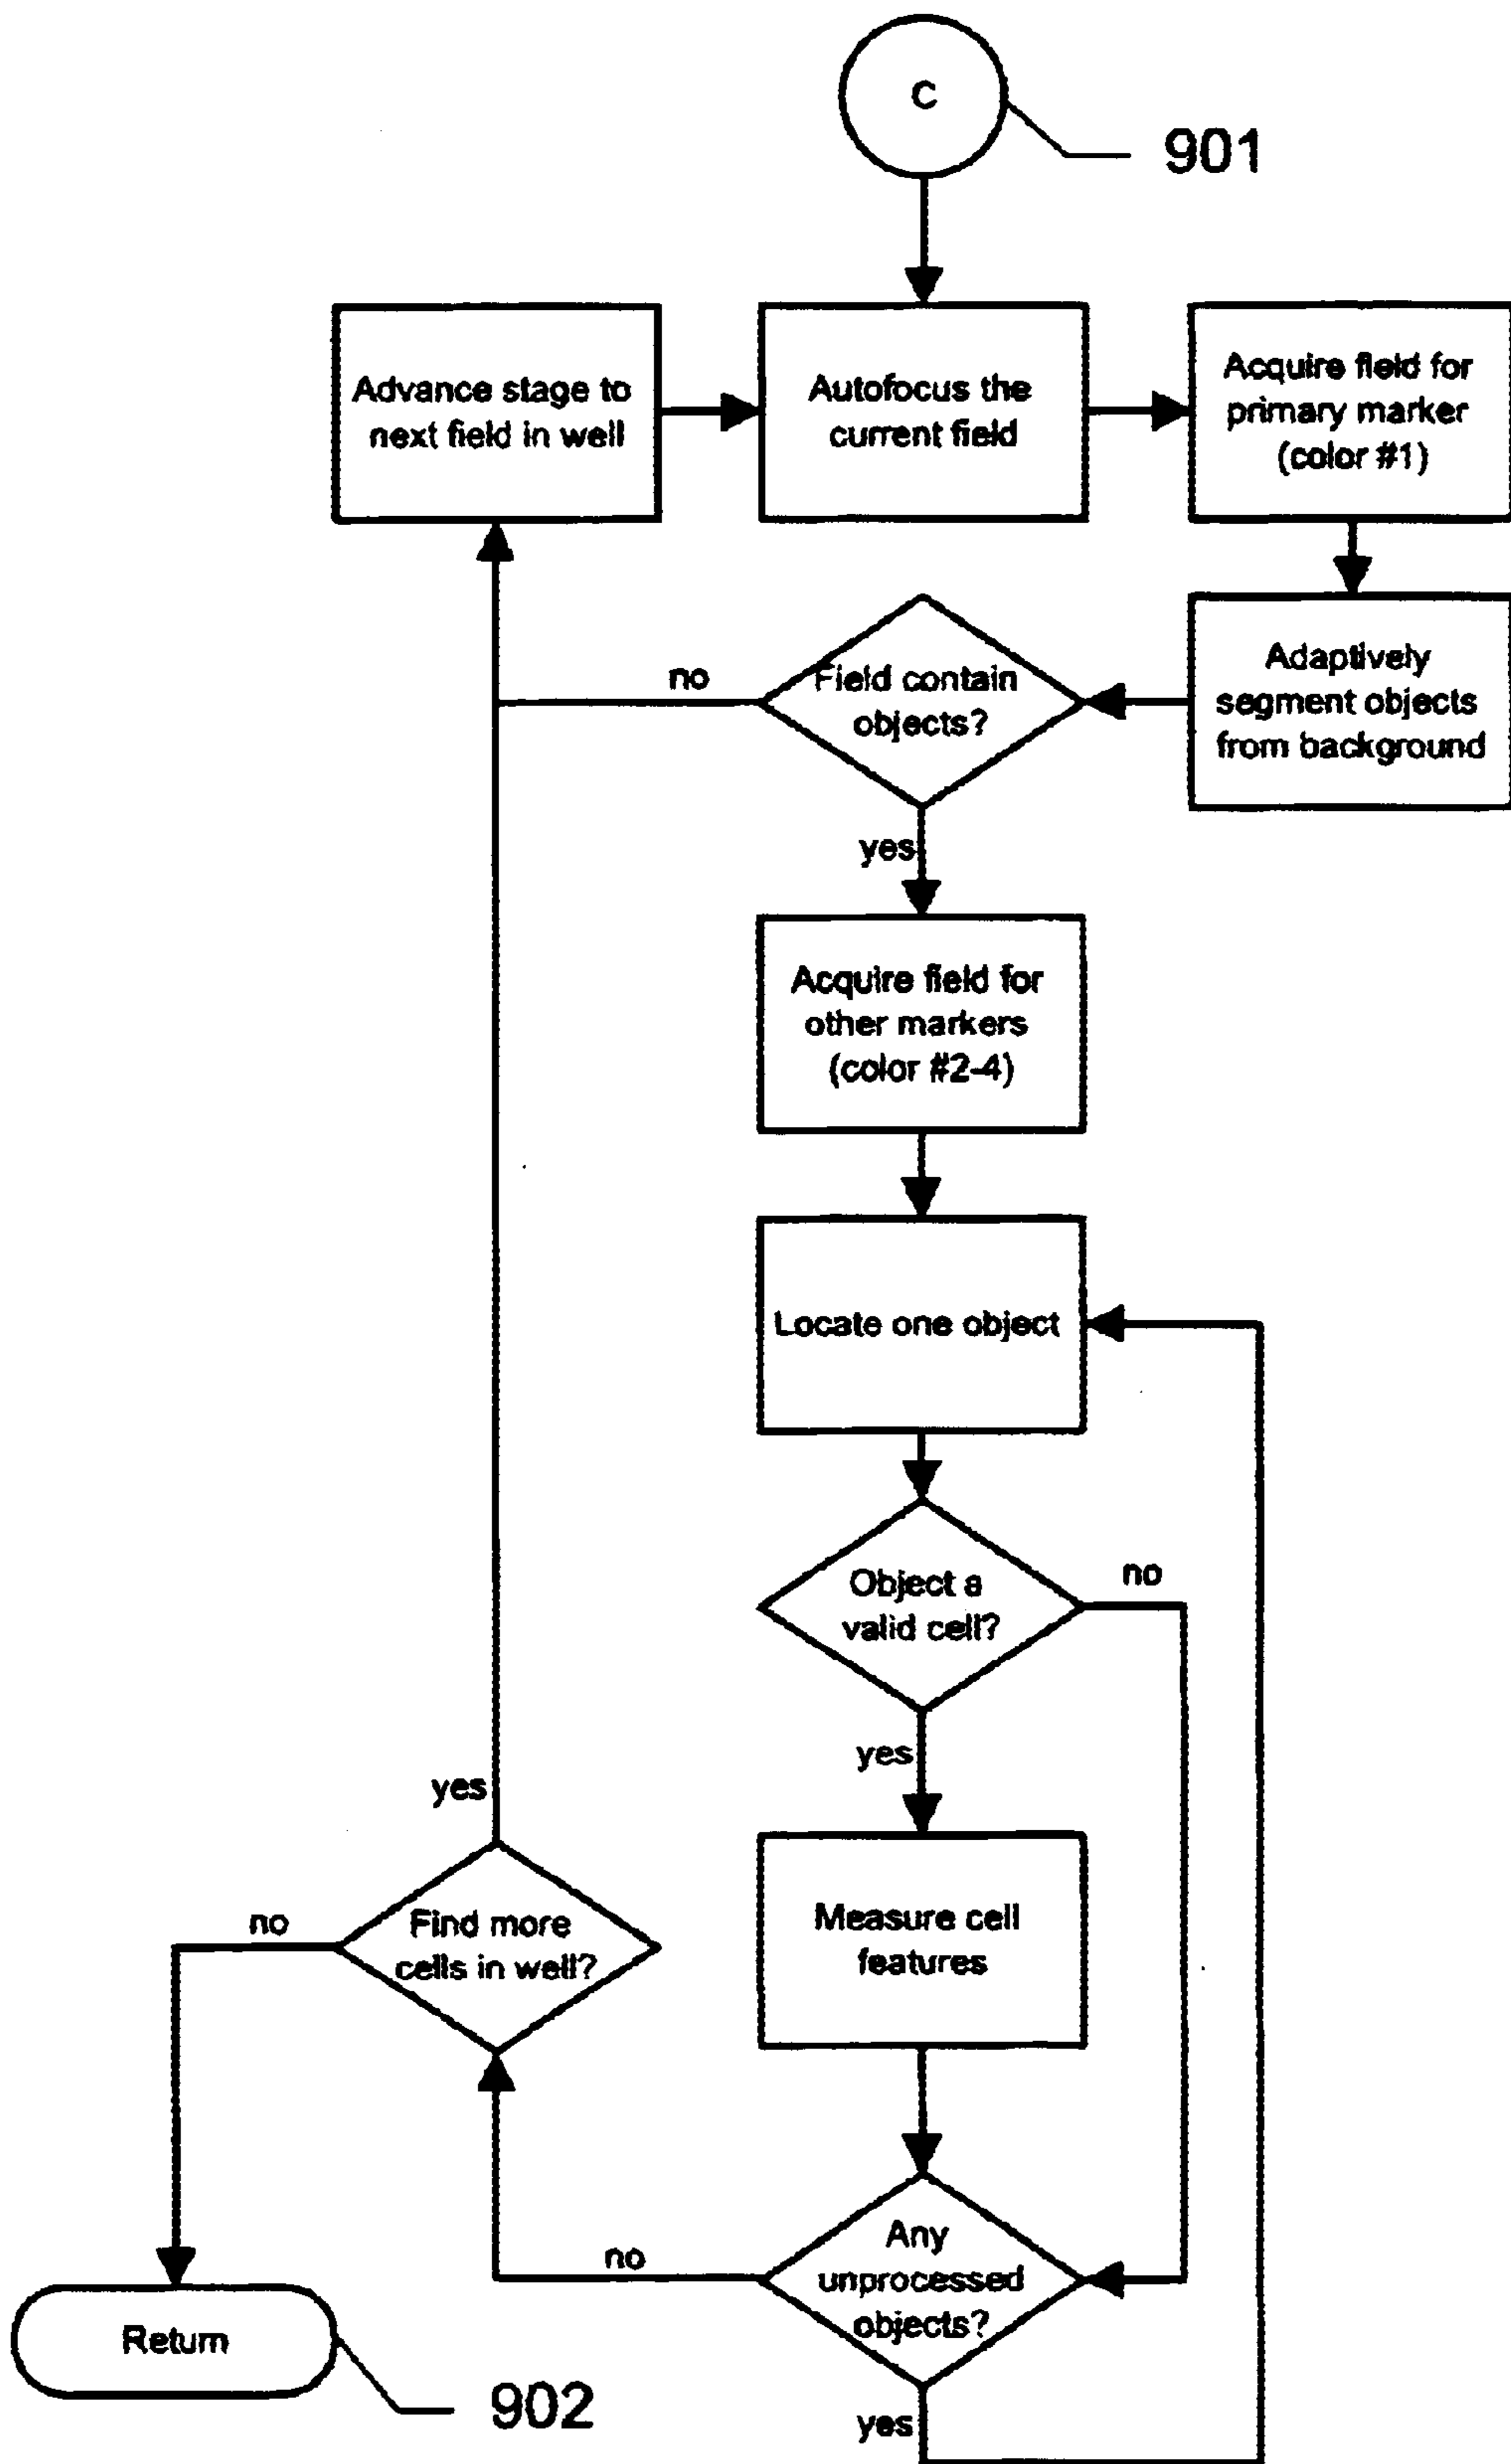 C
901
Advance stage to
next field in well
Autofocus the
current field
Acquire field for
primary marker
(color #1)
Adaptively
segment objects
from background
no
Field contain
objects?
yes
Acquire field for
other markers
(color #2-4)
Locate one object
Object a
valid cell?
no
yes
yes
Measure cell
features
no
Find more
cells in well?
Any
unprocessed
objects?
no
Return
902
yes